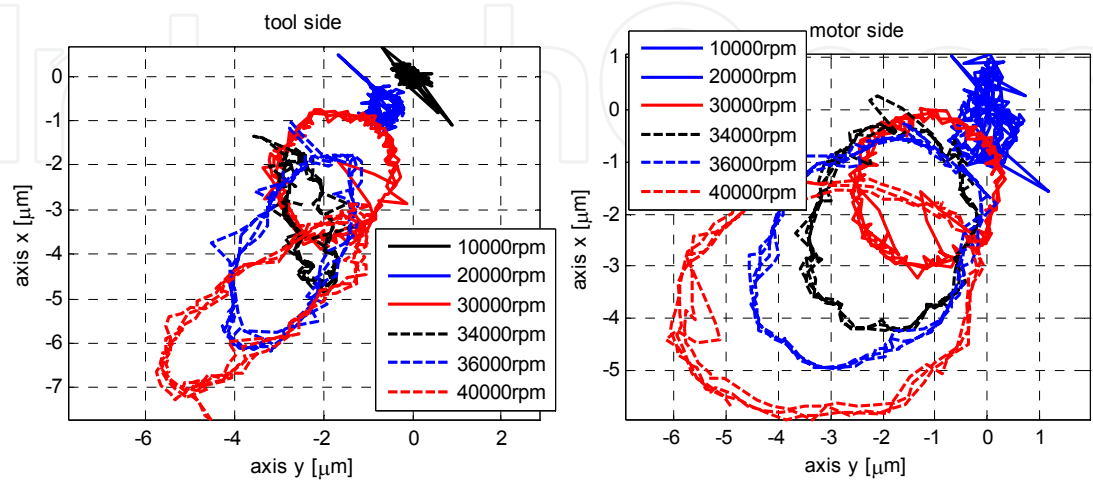 tool side
0
-1
-2
-3
-4
-5
-6
-7
axis x [μm]
-6
-4
-2
0
2
axis y [μm]
10000rpm
20000rpm
30000rpm
34000rpm
36000rpm
40000rpm
motor side
1
0
-1
-2
-3
-4
-5
axis x [μm]
-6
-5
-4
-3
-2
-1
0
1
axis y [μm]
10000rpm
20000rpm
30000rpm
34000rpm
36000rpm
40000rpm